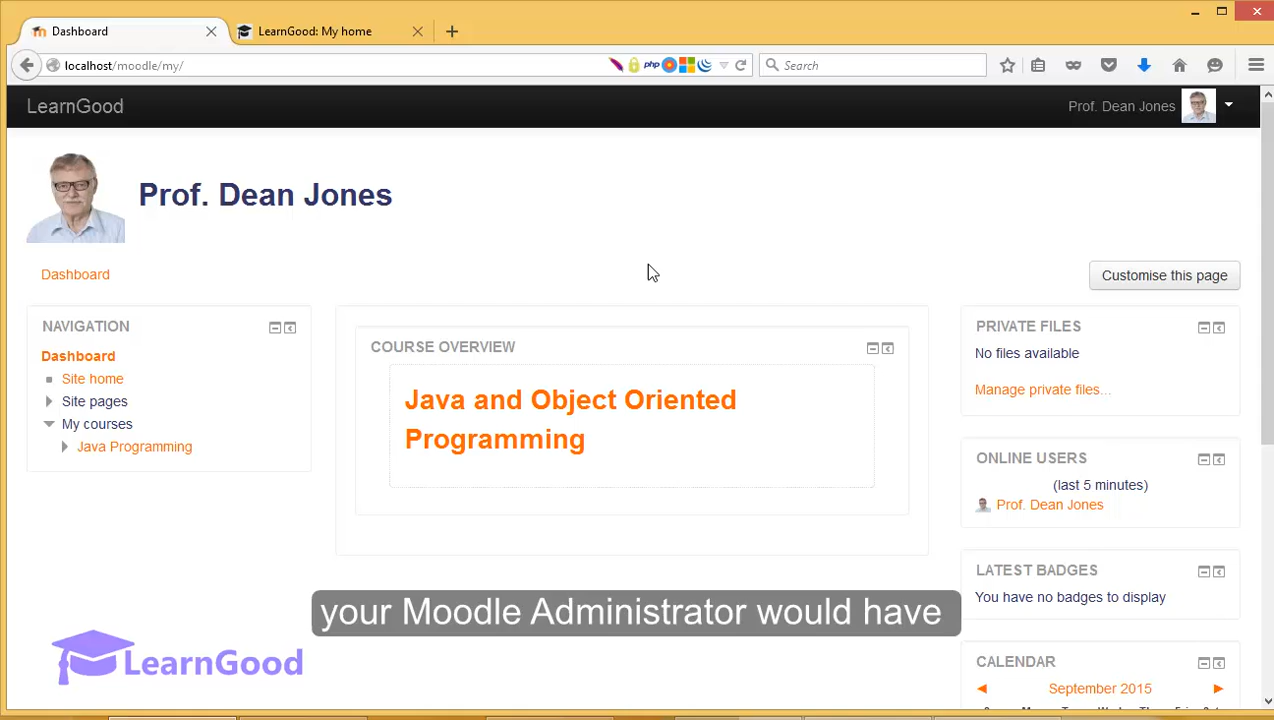 Dashboard
LearnGood: My home
localhost/moodle/my/
php
Search
LearnGood
Prof. Dean Jones
Prof. Dean Jones
Dashboard
Customise this page
NAVIGATION
Dashboard
Site home
Site pages
My courses
Java Programming
COURSE OVERVIEW
Java and Object Oriented
Programming
PRIVATE FILES
No files available
Manage private files...
ONLINE USERS
(last 5 minutes)
Prof. Dean Jones
LATEST BADGES
You have no badges to display
CALENDAR
September 2015
your Moodle Administrator would have
LearnGood